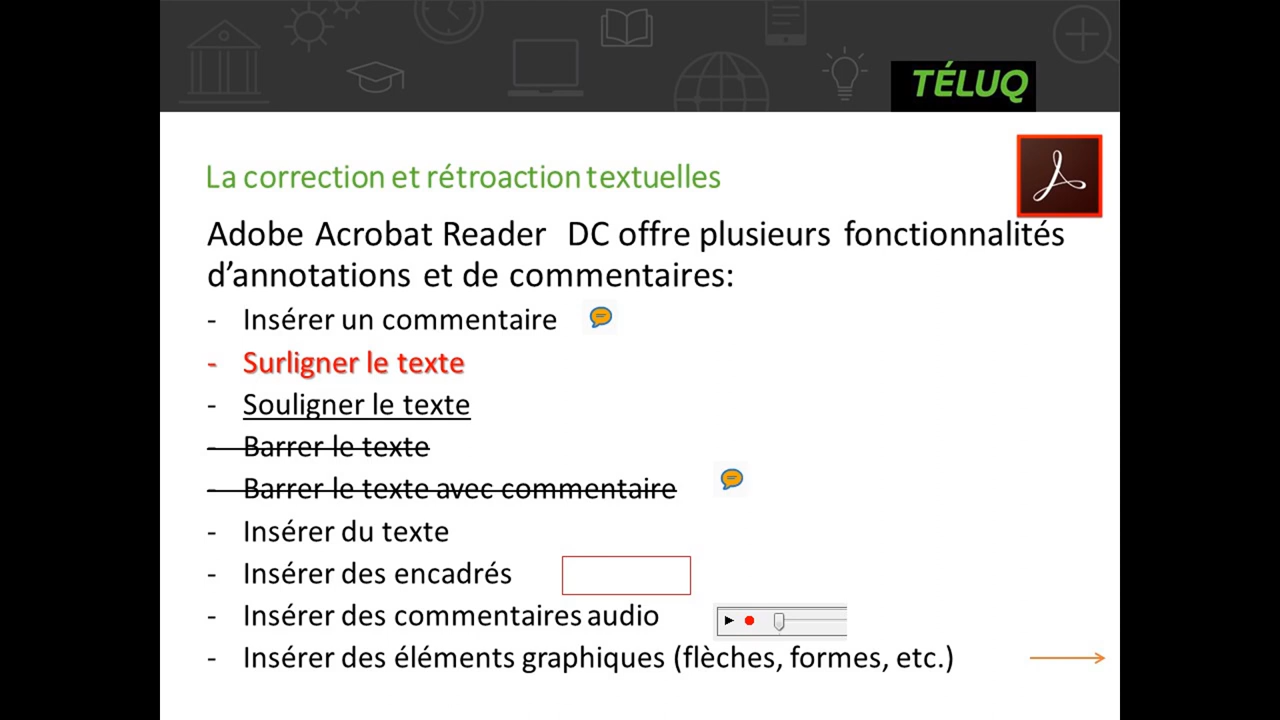 TÉLUQ
La correction et rétroaction textuelles
Adobe Acrobat Reader DC offre plusieurs fonctionnalités
d’annotations et de commentaires:
- Insérer un commentaire
- Surligner le texte
- Souligner le texte
- Barrer le texte
- Barrer le texte avec commentaire
- Insérer du texte
- Insérer des encadrés
- Insérer des commentaires audio
- Insérer des éléments graphiques (flèches, formes, etc.)